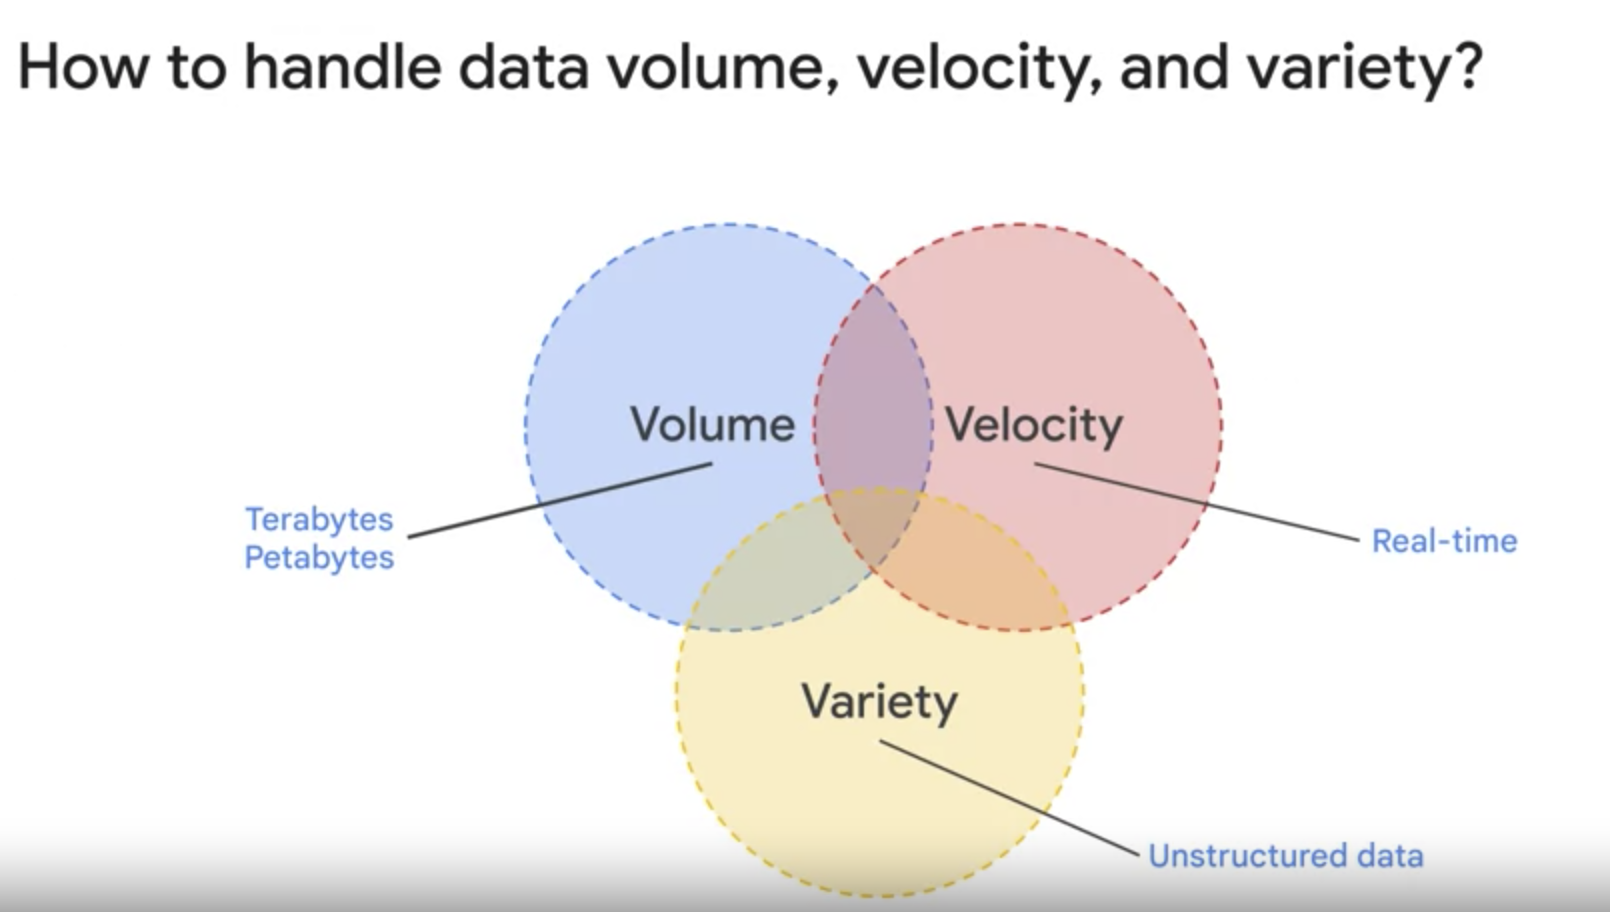 How to handle data volume, velocity, and variety?
Volume
Velocity
Terabytes
Petabytes
Real-time
Variety
Unstructured data